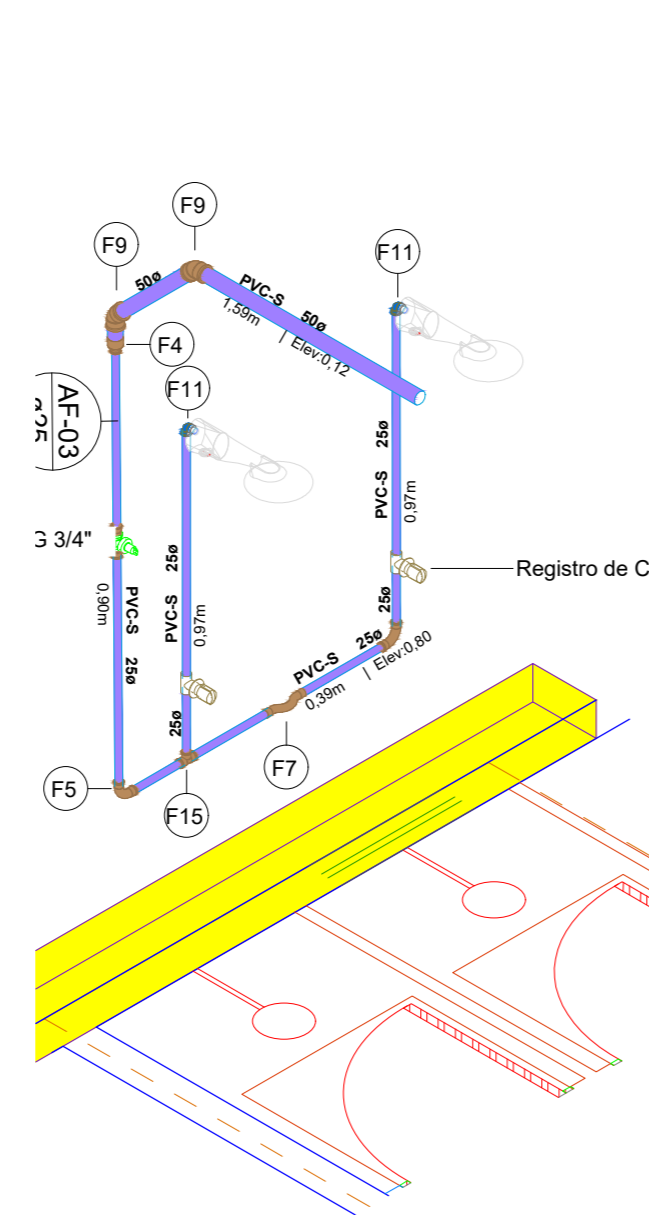 F9
F9
F11
50ø
PVC-S 50ø
1,59m | Elev:0,12
F4
F11
AF-03
ø25
G 3/4"
25ø
PVC-S
0,97m
Registro de C
25ø
PVC-S
0,97m
0,90m
PVC-S 25ø
25ø
25ø
PVC-S 25ø
0,39m | Elev:0,80
F7
F5
F15